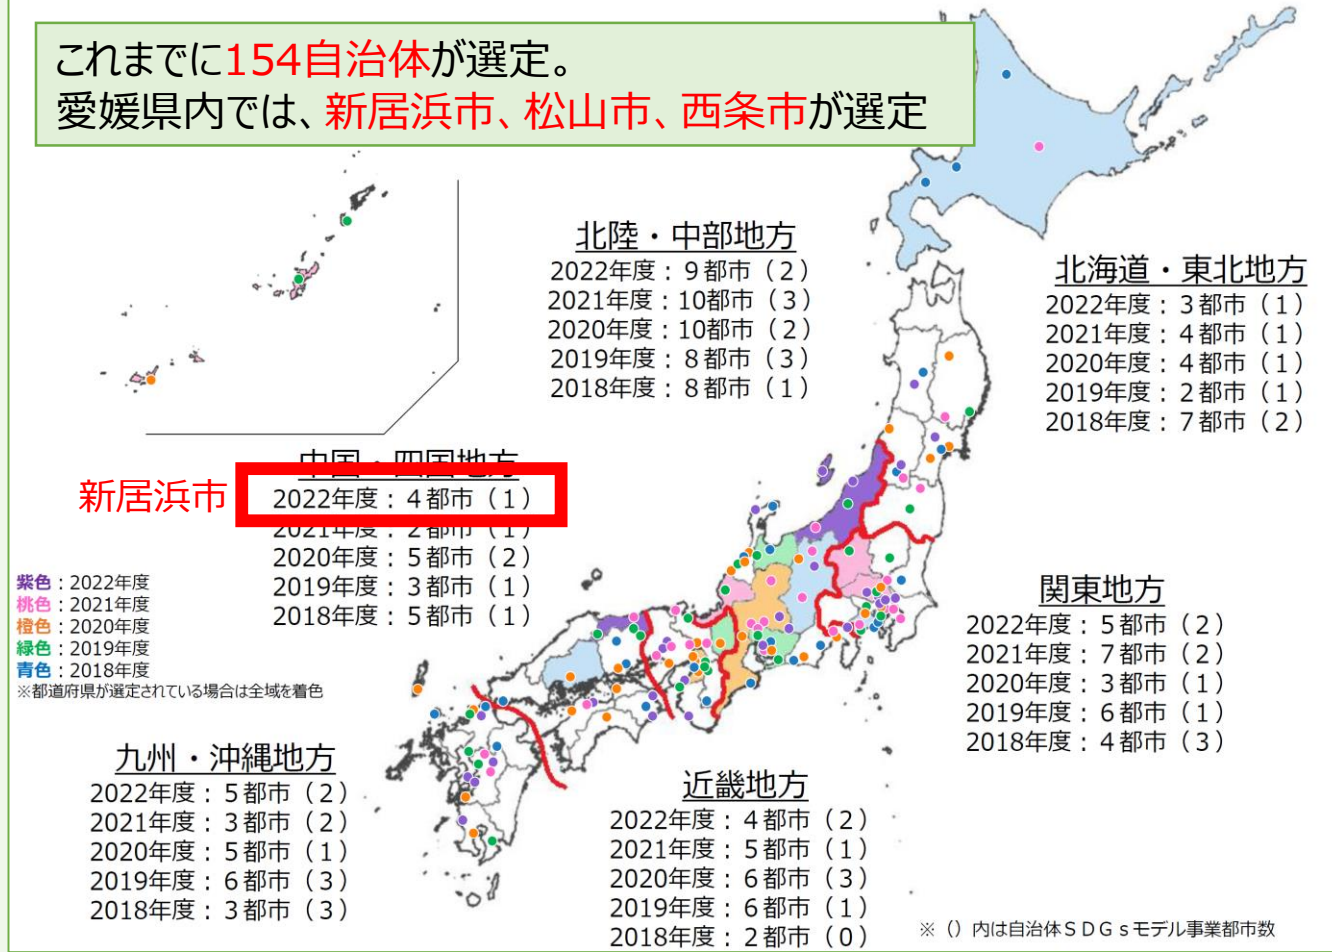 これまでに154自治体が選定。
愛媛県内では、新居浜市、松山市、西条市が選定
北陸・中部地方
2022年度：9都市（2）
2021年度：10都市（3）
2020年度：10都市（2）
2019年度：8都市（3）
2018年度：8都市（1）
北海道・東北地方
2022年度：3都市（1）
2021年度：4都市（1）
2020年度：4都市（1）
2019年度：2都市（1）
2018年度：7都市（2）
中国・四国地方
新居浜市
2022年度：4都市（1）
2021年度：2都市（1）
2020年度：5都市（2）
2019年度：3都市（1）
2018年度：5都市（1）
紫色：2022年度
桃色：2021年度
橙色：2020年度
緑色：2019年度
青色：2018年度
※都道府県が選定されている場合は全域を着色
関東地方
2022年度：5都市（2）
2021年度：7都市（2）
2020年度：3都市（1）
2019年度：6都市（1）
2018年度：4都市（3）
九州・沖縄地方
2022年度：5都市（2）
2021年度：3都市（2）
2020年度：5都市（1）
2019年度：6都市（3）
2018年度：3都市（3）
近畿地方
2022年度：4都市（2）
2021年度：5都市（1）
2020年度：6都市（3）
2019年度：6都市（1）
2018年度：2都市（0）
※（）内は自治体ＳＤＧｓモデル事業都市数